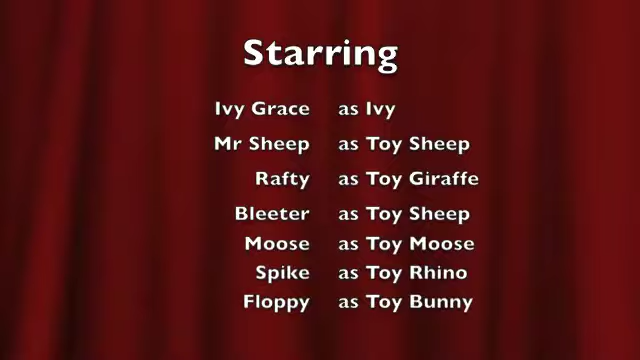 Starring
Ivy Grace as Ivy
Mr Sheep as Toy Sheep
Rafty as Toy Giraffe
Bleeter as Toy Sheep
Moose as Toy Moose
Spike as Toy Rhino
Floppy as Toy Bunny